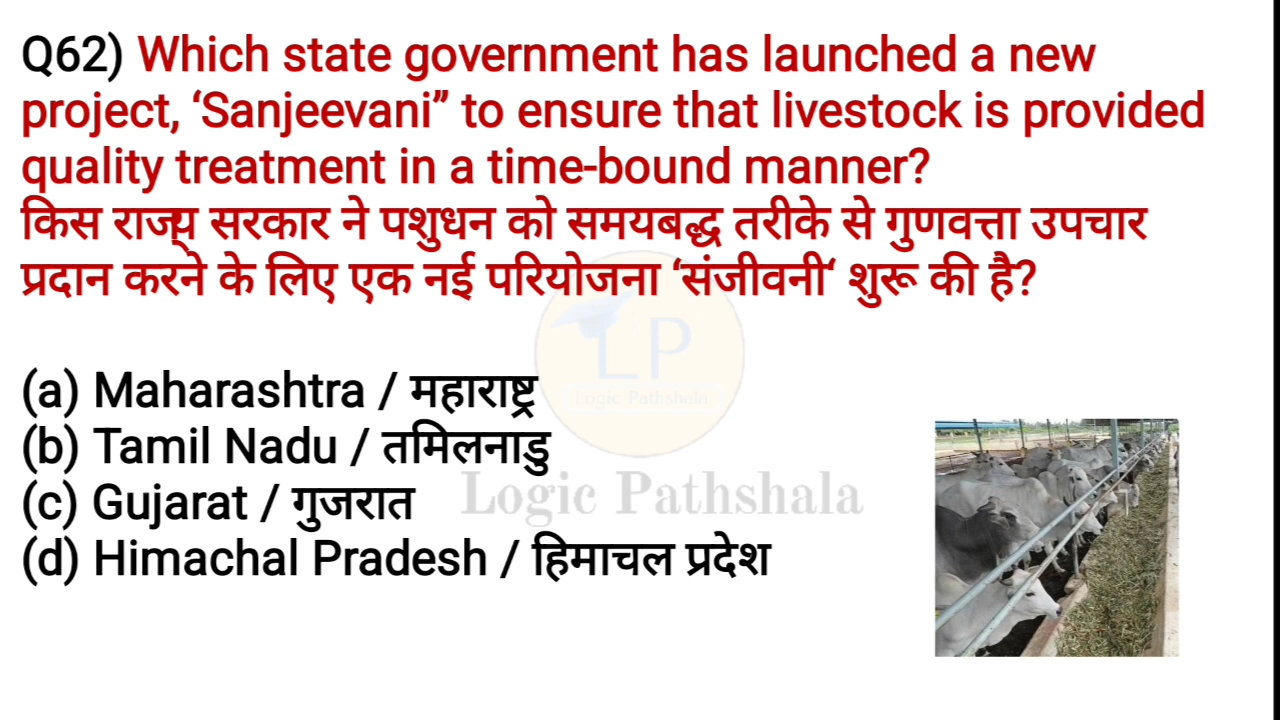 Q62) Which state government has launched a new
project, ‘Sanjeevani” to ensure that livestock is provided
quality treatment in a time-bound manner?
किस राज्य सरकार ने पशुधन को समयबद्ध तरीके से गुणवत्ता उपचार
प्रदान करने के लिए एक नई परियोजना ‘संजीवनी‘ शुरू की है?
LP
Logic Pathshala
(a) Maharashtra / महाराष्ट्र
(b) Tamil Nadu / तमिलनाडु
(c) Gujarat / गुजरात
Logic Pathshala
(d) Himachal Pradesh / हिमाचल प्रदेश